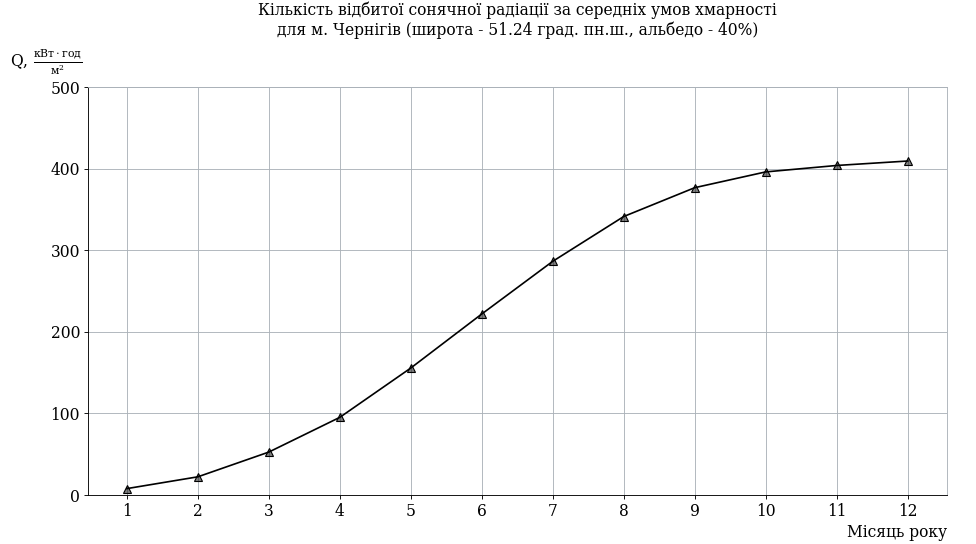 Кількість відбитої сонячної радіації за середніх умов хмарності
для м. Чернігів (широта - 51.24 град. пн.ш., альбедо - 40%)
Q, кВт · год / м²
500
400
300
200
100
0
1 2 3 4 5 6 7 8 9 10 11 12
Місяць року